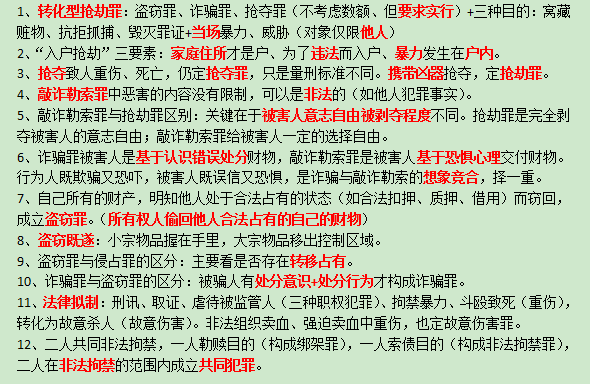 1、转化型抢劫罪：盗窃罪、诈骗罪、抢夺罪（不考虑数额、但要求实行）+三种目的：窝藏
赃物、抗拒抓捕、毁灭罪证+当场暴力、威胁（对象仅限他人）
2、“入户抢劫”三要素：家庭住所才是户、为了违法而入户、暴力发生在户内。
3、抢夺致人重伤、死亡，仍定抢夺罪，只是量刑标准不同。携带凶器抢夺，定抢劫罪。
4、敲诈勒索罪中恶害的内容没有限制，可以是非法的（如他人犯罪事实）。
5、敲诈勒索罪与抢劫罪区别：关键在于被害人意志自由被剥夺程度不同。抢劫罪是完全剥
夺被害人的意志自由；敲诈勒索罪给被害人一定的选择自由。
6、诈骗罪被害人是基于认识错误处分财物，敲诈勒索罪是被害人基于恐惧心理交付财物。
行为人既欺骗又恐吓，被害人既误信又恐惧，是诈骗与敲诈勒索的想象竞合，择一重。
7、自己所有的财产，明知他人处于合法占有的状态（如合法扣押、质押、借用）而窃回，
成立盗窃罪。（所有权人偷回他人合法占有的自己的财物）
8、盗窃既遂：小宗物品握在手里，大宗物品移出控制区域。
9、盗窃罪与侵占罪的区分：主要看是否存在转移占有。
10、诈骗罪与盗窃罪的区分：被骗人有处分意识+处分行为才构成诈骗罪。
11、法律拟制：刑讯、取证、虐待被监管人（三种职权犯罪）、拘禁暴力、斗殴致死（重伤），
转化为故意杀人（故意伤害）。非法组织卖血、强迫卖血中重伤，也定故意伤害罪。
12、二人共同非法拘禁，一人勒赎目的（构成绑架罪），一人索债目的（构成非法拘禁罪），
二人在非法拘禁的范围内成立共同犯罪。